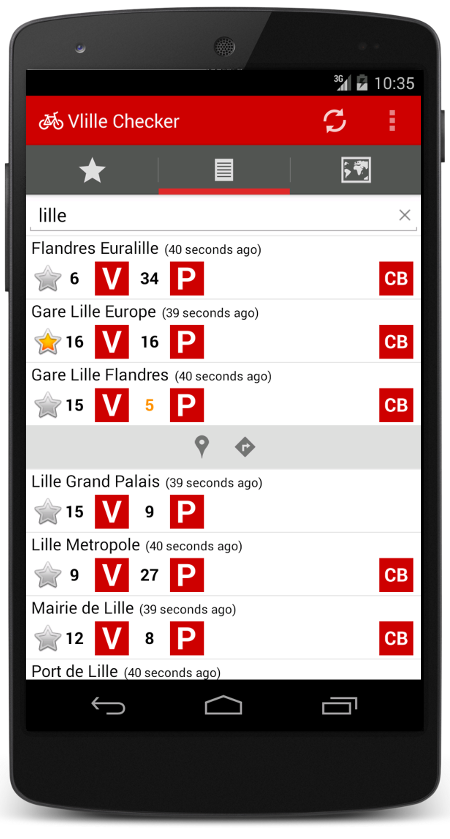 3G 10:35
Vlille Checker
lille
Flandres Euralille (40 seconds ago)
6 V 34 P CB
Gare Lille Europe (39 seconds ago)
16 V 16 P CB
Gare Lille Flandres (40 seconds ago)
15 V 5 P CB
Lille Grand Palais (39 seconds ago)
15 V 9 P
Lille Metropole (40 seconds ago)
9 V 27 P CB
Mairie de Lille (39 seconds ago)
12 V 8 P CB
Port de Lille (40 seconds ago)